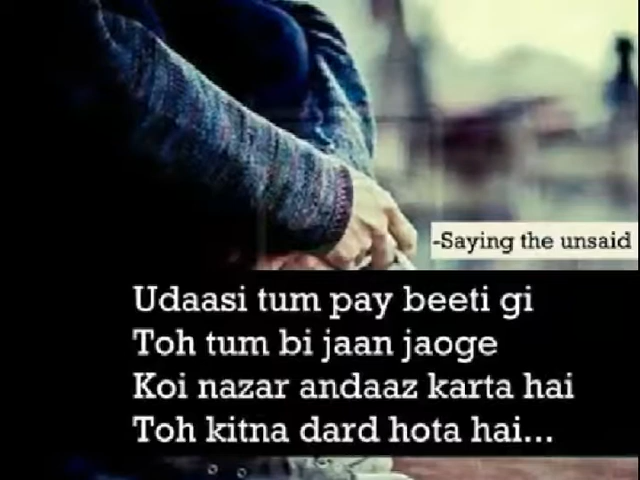 -Saying the unsaid
Udaasi tum pay beeti gi
Toh tum bi jaan jaoge
Koi nazar andaaz karta hai
Toh kitna dard hota hai...